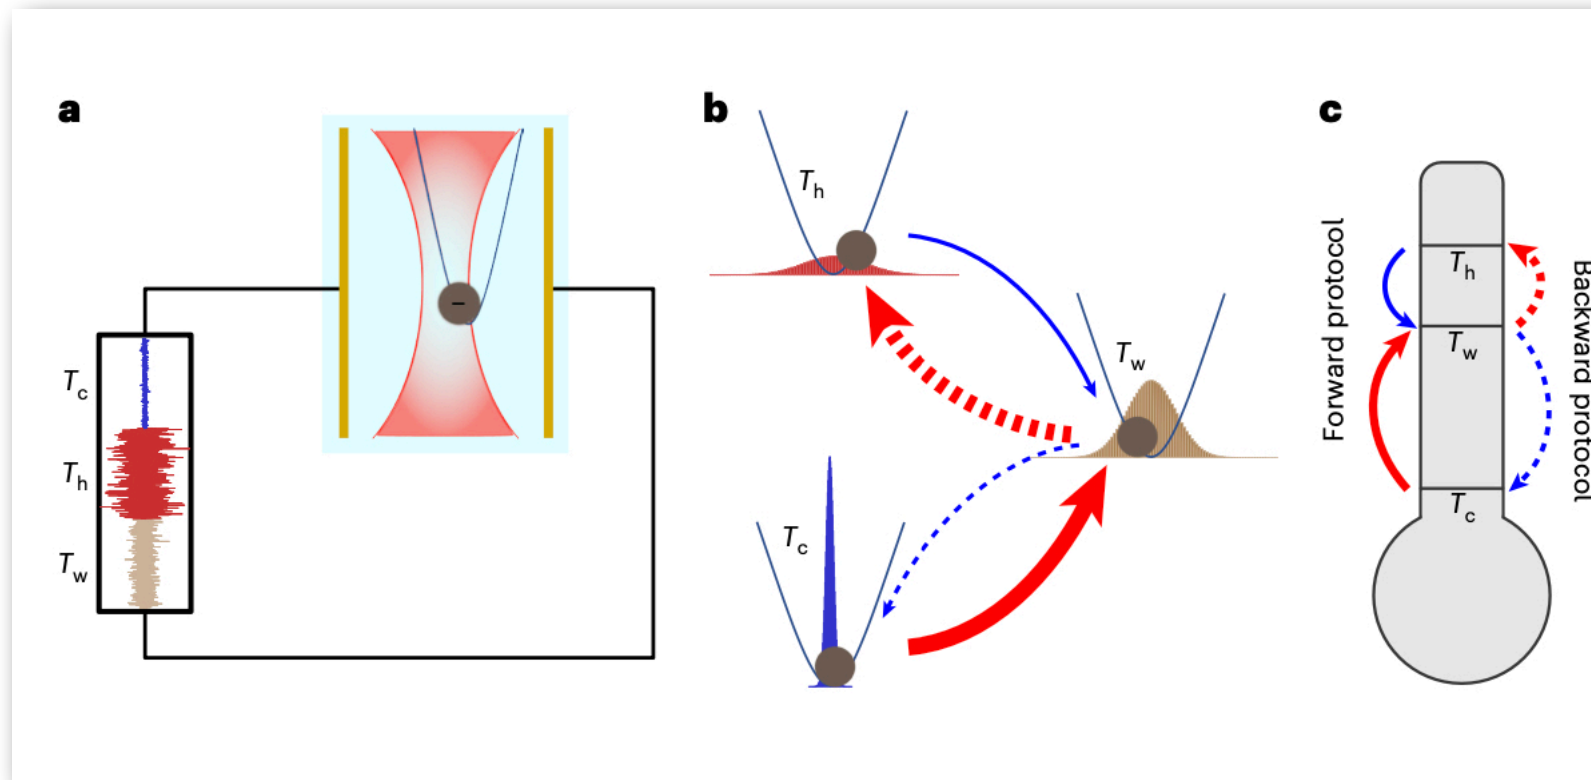 a
T_c
T_h
T_w
−
b
T_h
T_w
T_c
c
Forward protocol
T_h
T_w
T_c
Backward protocol